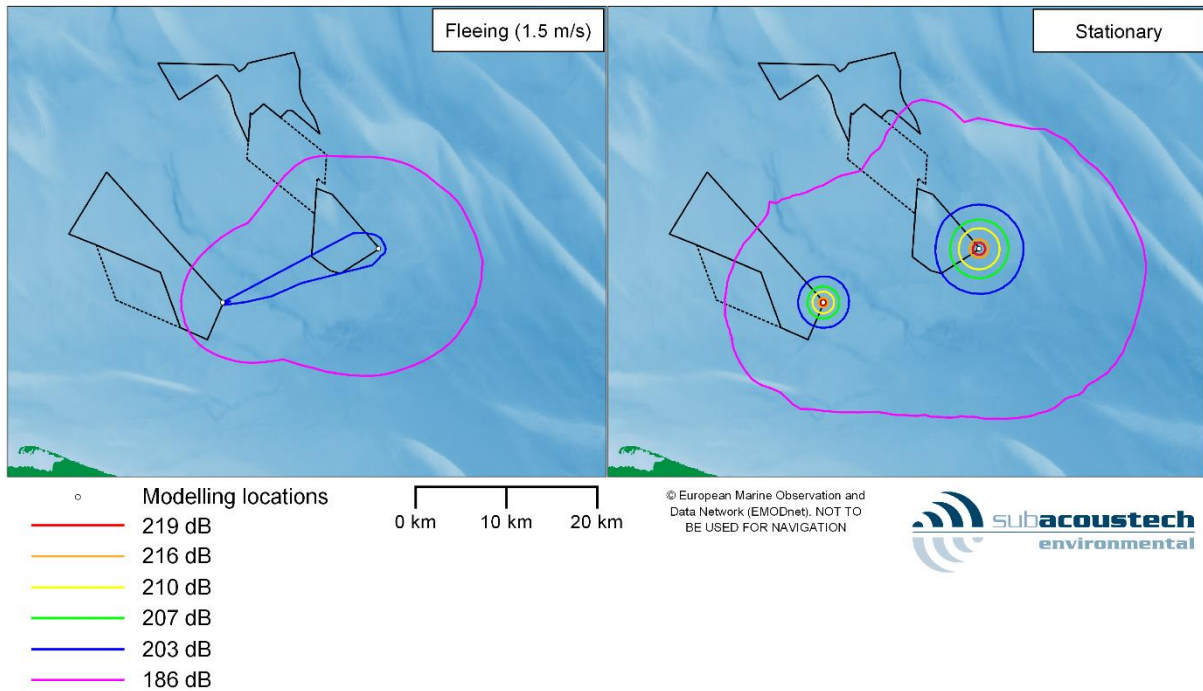 Fleeing (1.5 m/s)
Stationary
Modelling locations
219 dB
216 dB
210 dB
207 dB
203 dB
186 dB
0 km 10 km 20 km
© European Marine Observation and
Data Network (EMODnet). NOT TO
BE USED FOR NAVIGATION
subacoustech
environmental